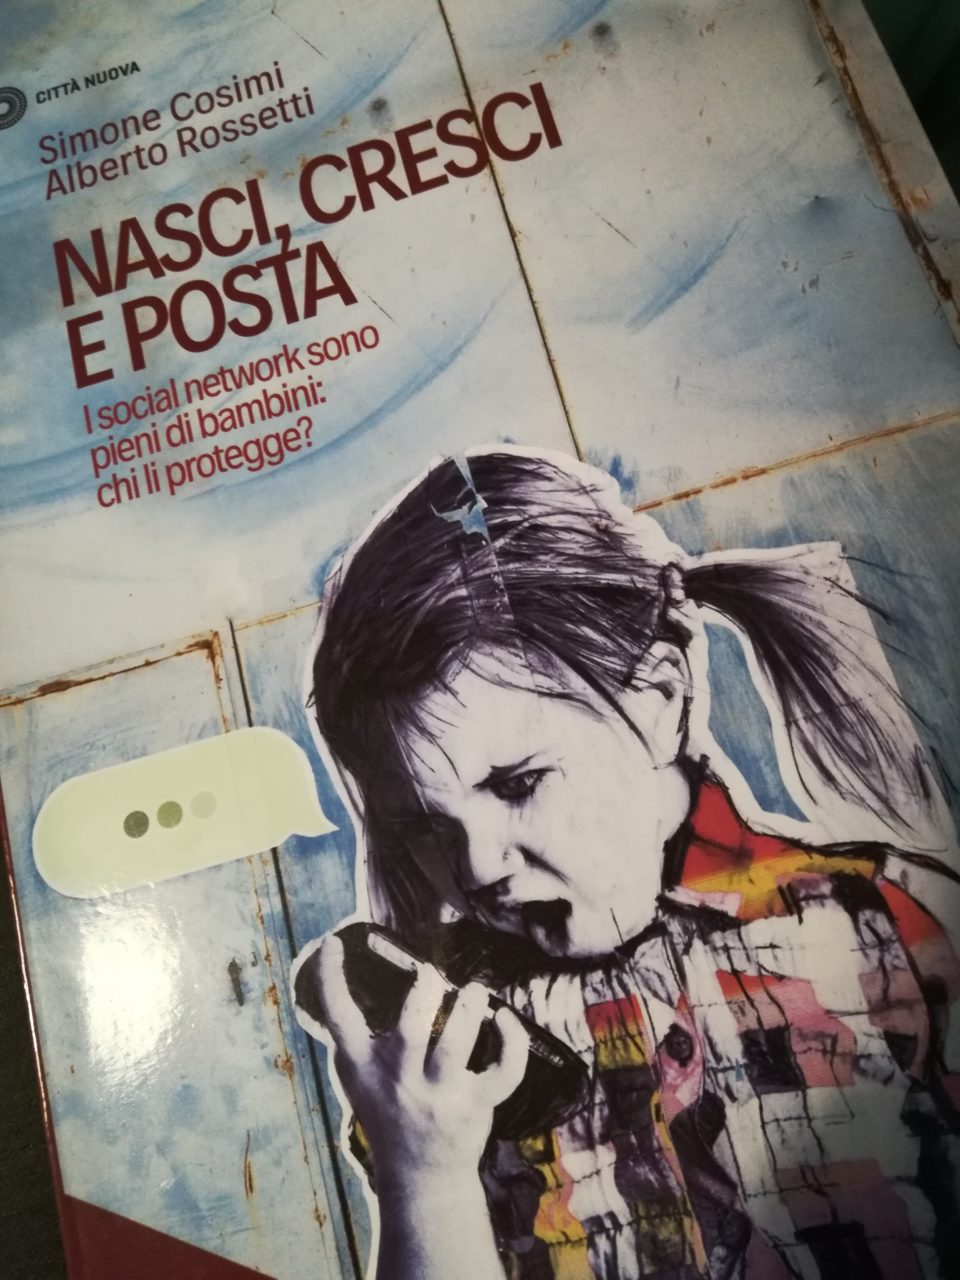 CITTÀ NUOVA
Simone Cosimi
Alberto Rossetti
NASCI, CRESCI
E POSTA
I social network sono
pieni di bambini:
chi li protegge?